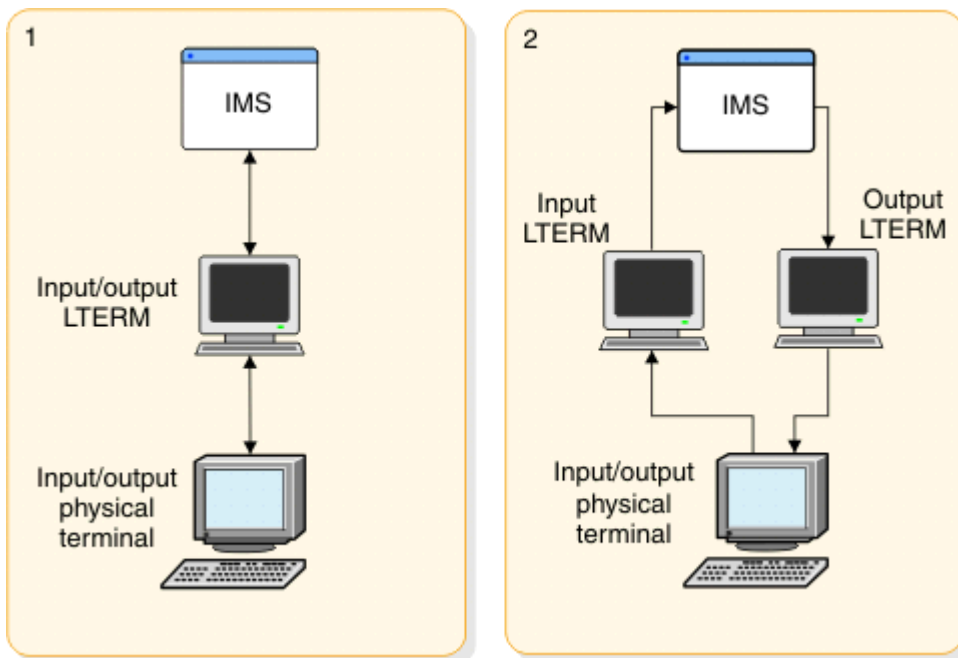 1
IMS
Input/output
LTERM
Input/output
physical
terminal
2
IMS
Input
LTERM
Output
LTERM
Input/output
physical
terminal